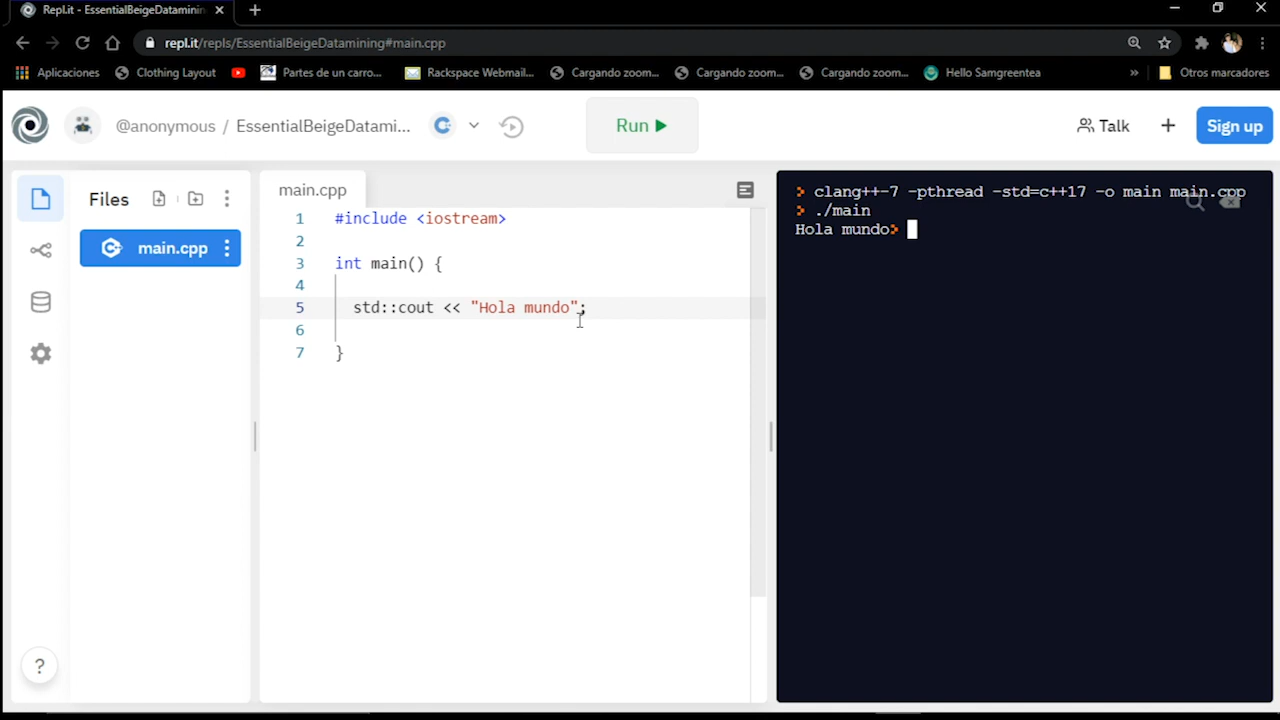 Repl.it - EssentialBeigeDatamining
repl.it/repls/EssentialBeigeDatamining#main.cpp
Aplicaciones Clothing Layout Partes de un carro... Rackspace Webmail... Cargando zoom... Cargando zoom... Cargando zoom... Hello Samgreentea » Otros marcadores
@anonymous / EssentialBeigeDatami... Run Talk + Sign up
Files
main.cpp
main.cpp
1 #include <iostream>
2
3 int main() {
4
5 std::cout << "Hola mundo";
6
7 }
> clang++-7 -pthread -std=c++17 -o main main.cpp
> ./main
Hola mundo>
?